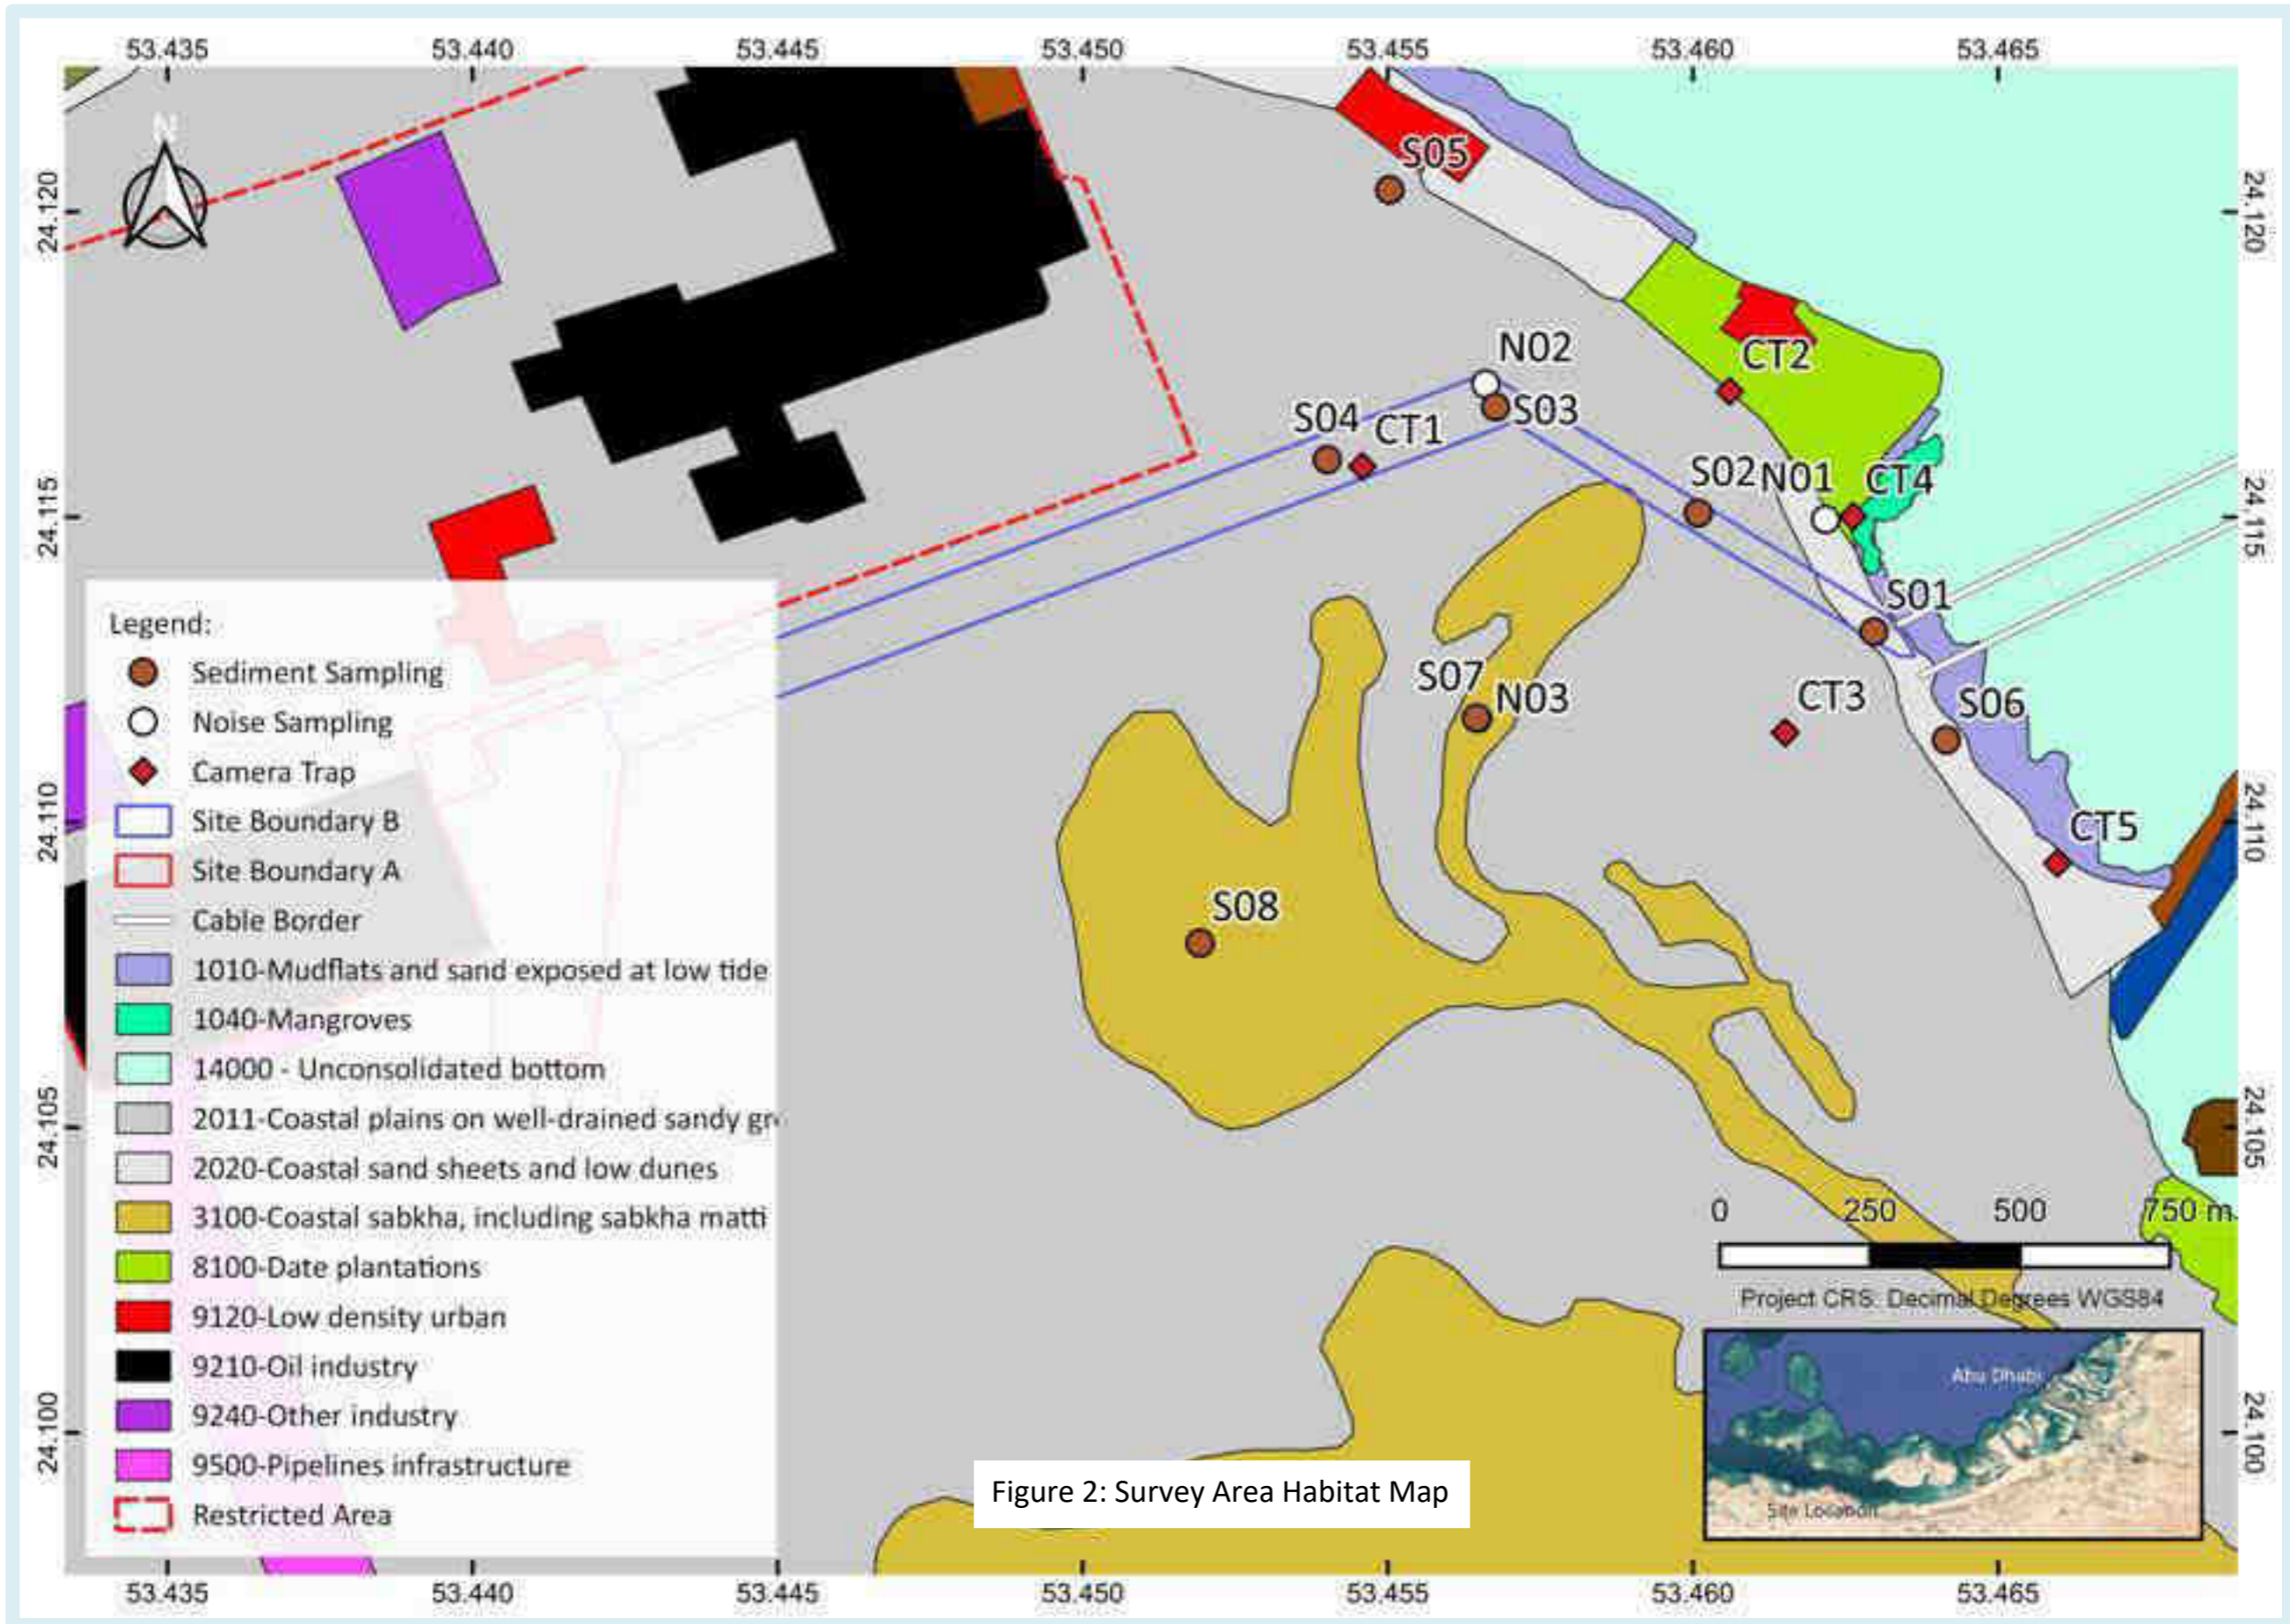 53.435 53.440 53.445 53.450 53.455 53.460 53.465
N
24.120
24.115
24.110
24.105
24.100
24.120
24.115
24.110
24.105
24.100
S05
N02
CT2
S03
S04
CT1
S02
N01
CT4
S01
S07
N03
CT3
S06
CT5
S08
Legend:
Sediment Sampling
Noise Sampling
Camera Trap
Site Boundary B
Site Boundary A
Cable Border
1010-Mudflats and sand exposed at low tide
1040-Mangroves
14000 - Unconsolidated bottom
2011-Coastal plains on well-drained sandy gr
2020-Coastal sand sheets and low dunes
3100-Coastal sabkha, including sabkha matti
8100-Date plantations
9120-Low density urban
9210-Oil industry
9240-Other industry
9500-Pipelines infrastructure
Restricted Area
0 250 500 750 m
Project CRS: Decimal Degrees WGS84
Abu Dhabi
Site Location
Figure 2: Survey Area Habitat Map
53.435 53.440 53.445 53.450 53.455 53.460 53.465